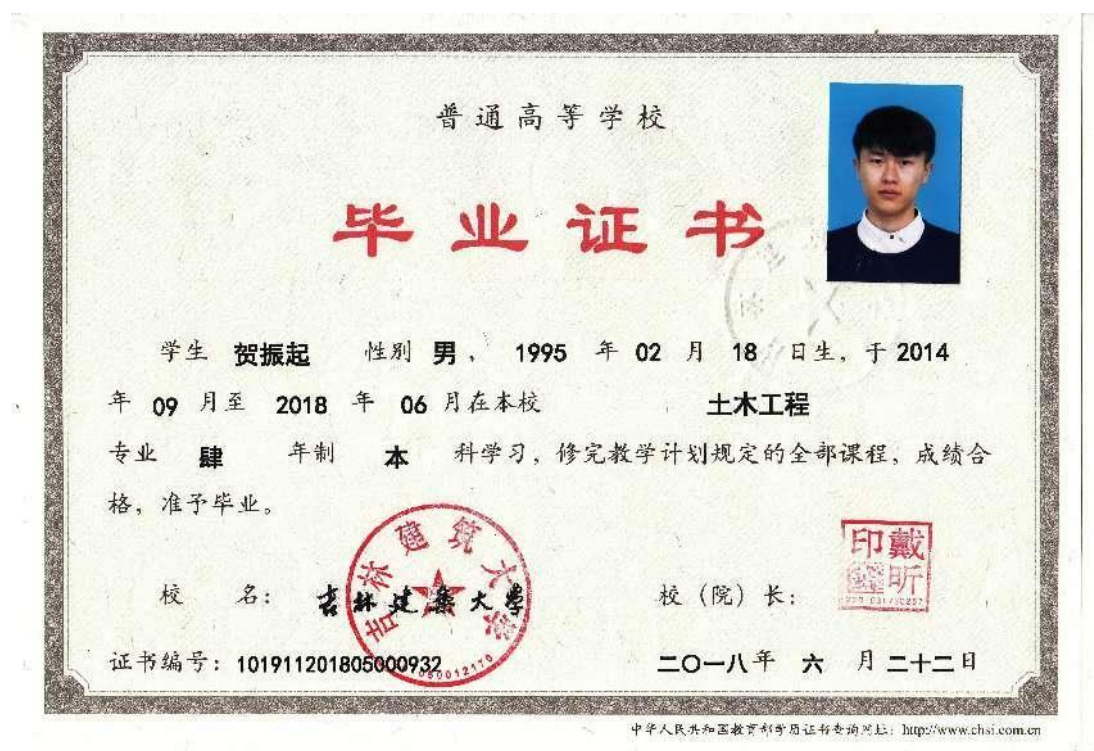 普通高等学校
毕业证书
学生 贺振起 性别 男, 1995 年 02 月 18 日生, 于 2014
年 09 月至 2018 年 06 月在本校 土木工程
专业 肆 年制 本 科学习, 修完教学计划规定的全部课程, 成绩合
格, 准予毕业。
吉林建筑大学
印戴昕
校 名: 吉林建筑大学 校 (院) 长:
证书编号: 101911201805000932 二〇一八年 六 月 二十二日
中华人民共和国教育部学历证书查询网址: http://www.chsi.com.cn